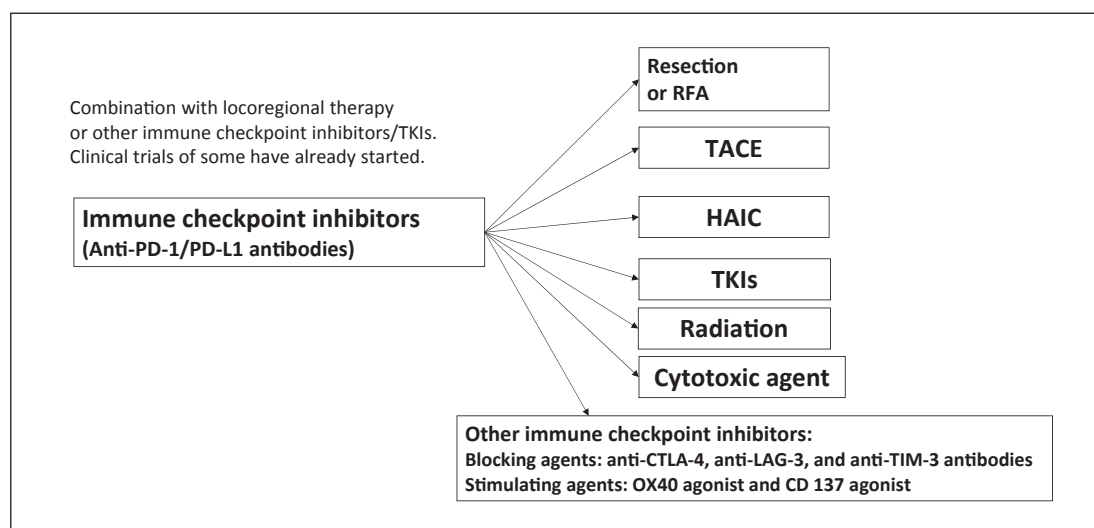 Combination with locoregional therapy
or other immune checkpoint inhibitors/TKIs.
Clinical trials of some have already started.
Immune checkpoint inhibitors
(Anti-PD-1/PD-L1 antibodies)
Resection
or RFA
TACE
HAIC
TKIs
Radiation
Cytotoxic agent
Other immune checkpoint inhibitors:
Blocking agents: anti-CTLA-4, anti-LAG-3, and anti-TIM-3 antibodies
Stimulating agents: OX40 agonist and CD 137 agonist